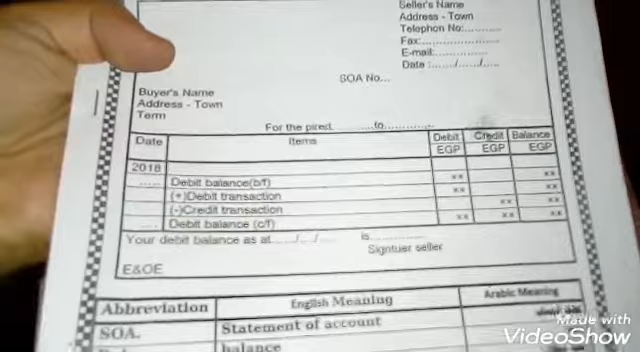 Seller's Name
Address - Town
Telephon No:..........
Fax:......................
E-mail:...............
Date :....../....../.....
SOA No...
Buyer's Name
Address - Town
Term
For the pirest ......to.............
Date Items Debit Credit Balance
EGP EGP EGP
2018
..... Debit balance(b/f) xx xx
(+)Debit transaction xx xx
(-)Credit transaction xx xx
.... Debit balance (c/f) xx xx xx
Your debit balance as at....../.../.... is ................
Signtuer seller
E&OE
Abbreviation English Meaning Arabic Meaning
SOA. Statement of account
balance
Made with
VideoShow